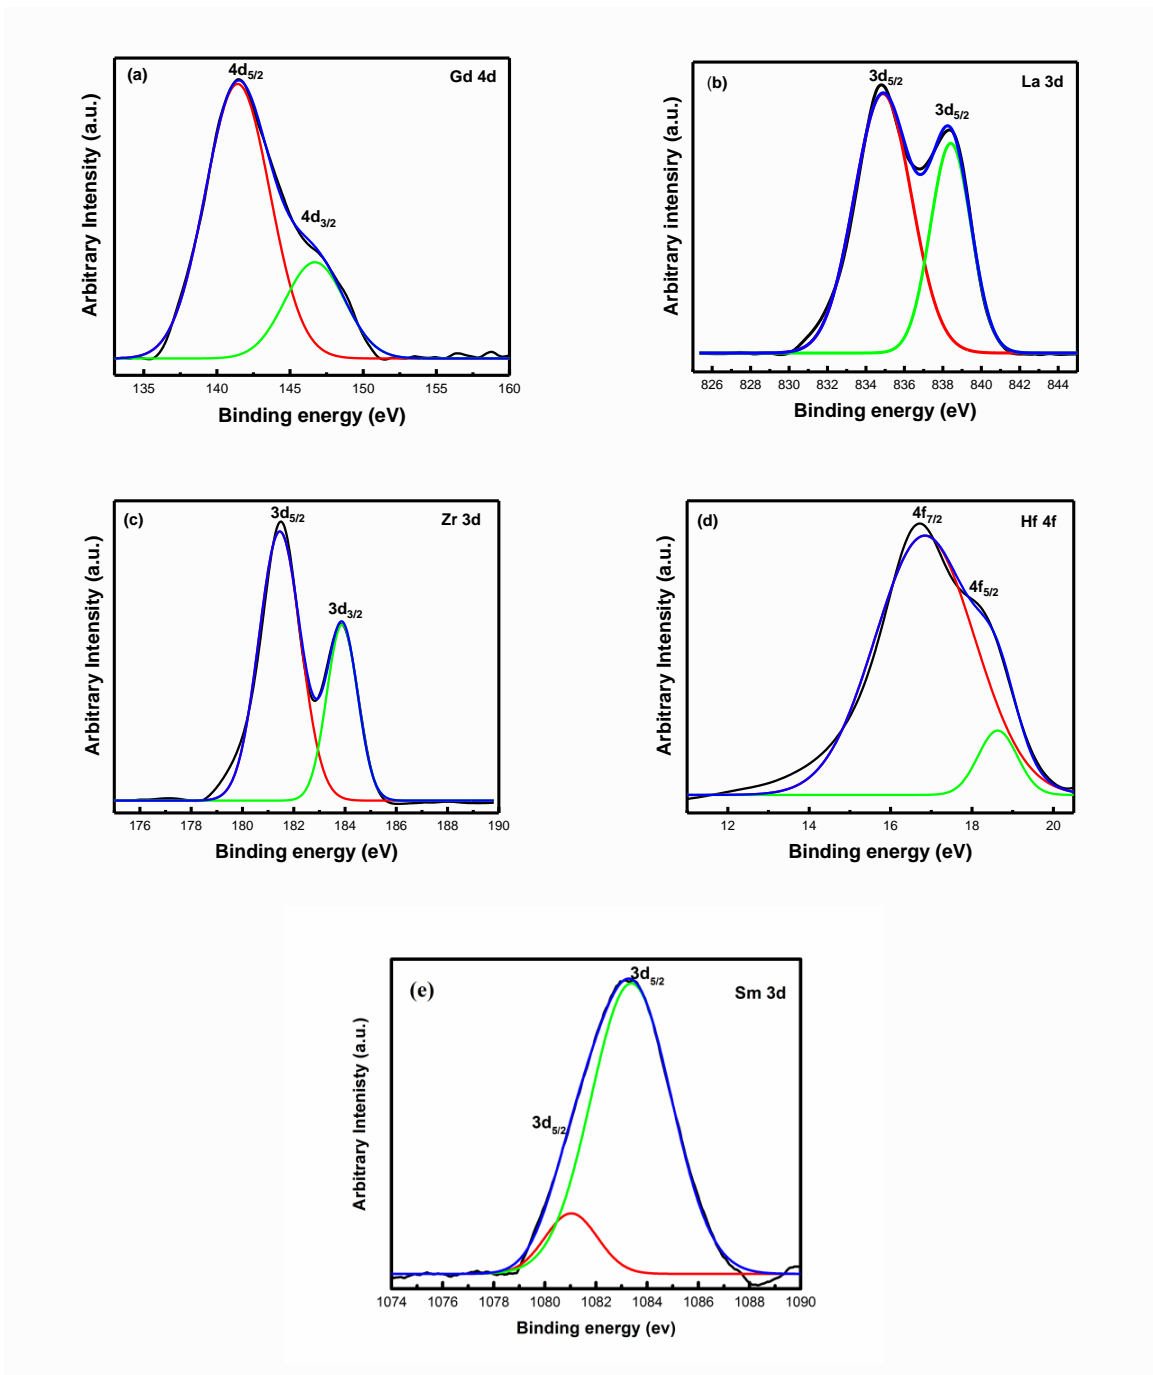 (a)
4d5/2
Gd 4d
4d3/2
Arbitrary Intensity (a.u.)
135 140 145 150 155 160
Binding energy (eV)
(b)
3d5/2
La 3d
3d5/2
Arbitrary intensiry (a.u.)
826 828 830 832 834 836 838 840 842 844
Binding energy (eV)
(c)
3d5/2
Zr 3d
3d3/2
Arbitrary Intensity (a.u.)
176 178 180 182 184 186 188 190
Binding energy (eV)
(d)
4f7/2
Hf 4f
4f5/2
Arbitrary Intensity (a.u.)
12 14 16 18 20
Binding energy (eV)
(e)
3d5/2
Sm 3d
3d5/2
Arbitrary Intenisty (a.u.)
1074 1076 1078 1080 1082 1084 1086 1088 1090
Binding energy (ev)